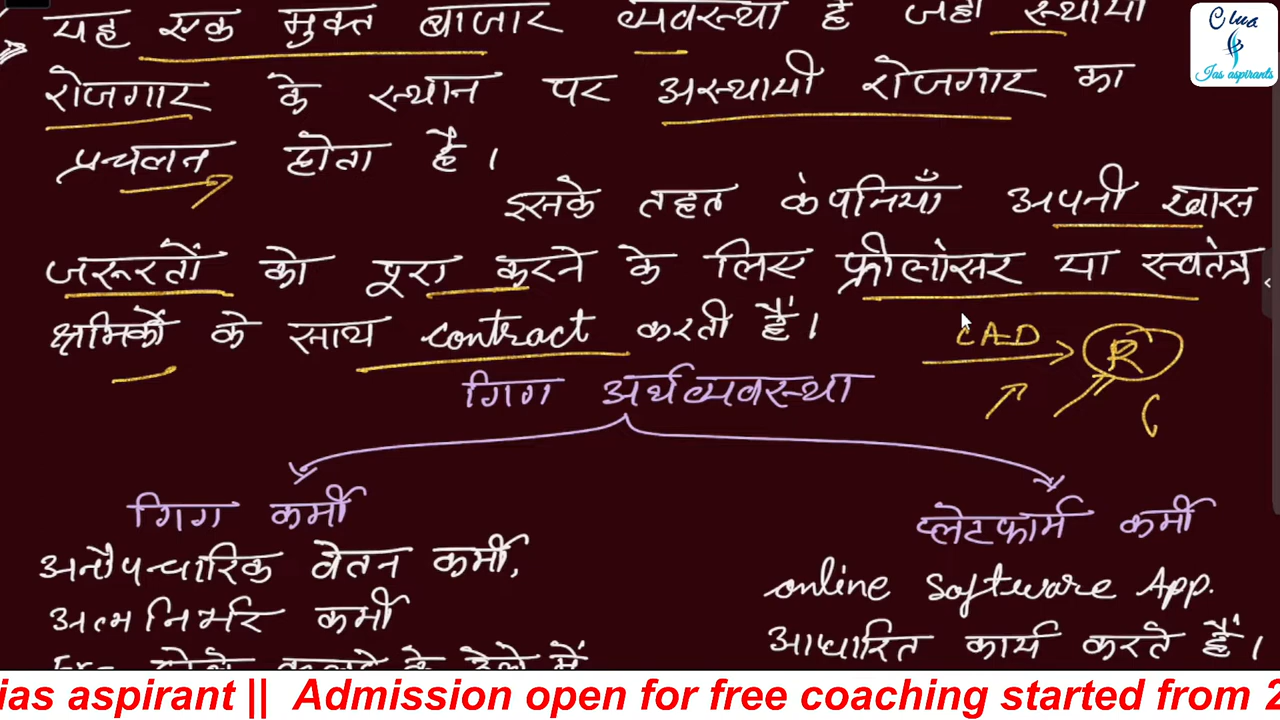 यह एक मुक्त बाजार व्यवस्था है जहाँ स्थायी
रोजगार के स्थान पर अस्थायी रोजगार का
प्रचलन होता है।
इसके तहत कंपनियाँ अपनी खास
जरूरतों को पूरा करने के लिए फ्रीलांसर या स्वतंत्र
श्रमिकों के साथ contract करती हैं।
CAD R
गिग अर्थव्यवस्था
गिग कर्मी प्लेटफार्म कर्मी
अनौपचारिक वेतन कर्मी, online Software App.
आत्मनिर्भर कर्मी आधारित कार्य करते हैं।
ias aspirant || Admission open for free coaching started from 2
Ias aspirants